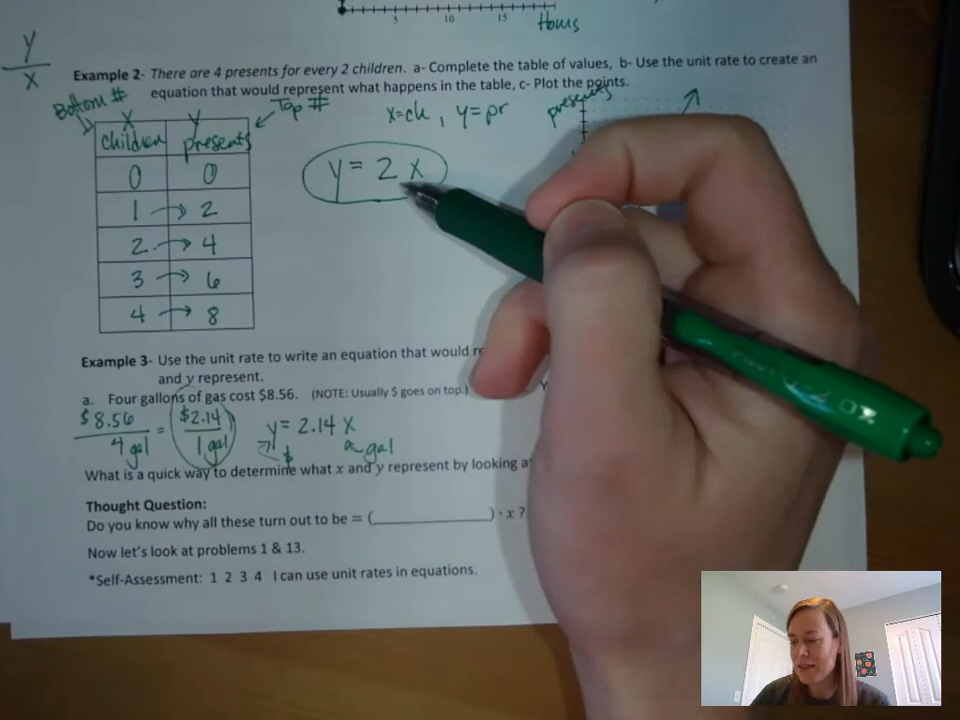 5 10 15
Hours
y
x
Example 2- There are 4 presents for every 2 children. a- Complete the table of values, b- Use the unit rate to create an
equation that would represent what happens in the table, c- Plot the points.
Bottom #
Top #
x y
children presents
0 0
1 → 2
2 → 4
3 → 6
4 → 8
x=ch, y=pr
y = 2 x
presents
Example 3- Use the unit rate to write an equation that would
and y represent.
a. Four gallons of gas cost $8.56. (NOTE: Usually $ goes on top.)
$8.56 = $2.14 y = 2.14 x
4 gal 1 gal $ gal
What is a quick way to determine what x and y represent by looking
Thought Question:
Do you know why all these turn out to be = (____________) · x ?
Now let's look at problems 1 & 13.
*Self-Assessment: 1 2 3 4 I can use unit rates in equations.